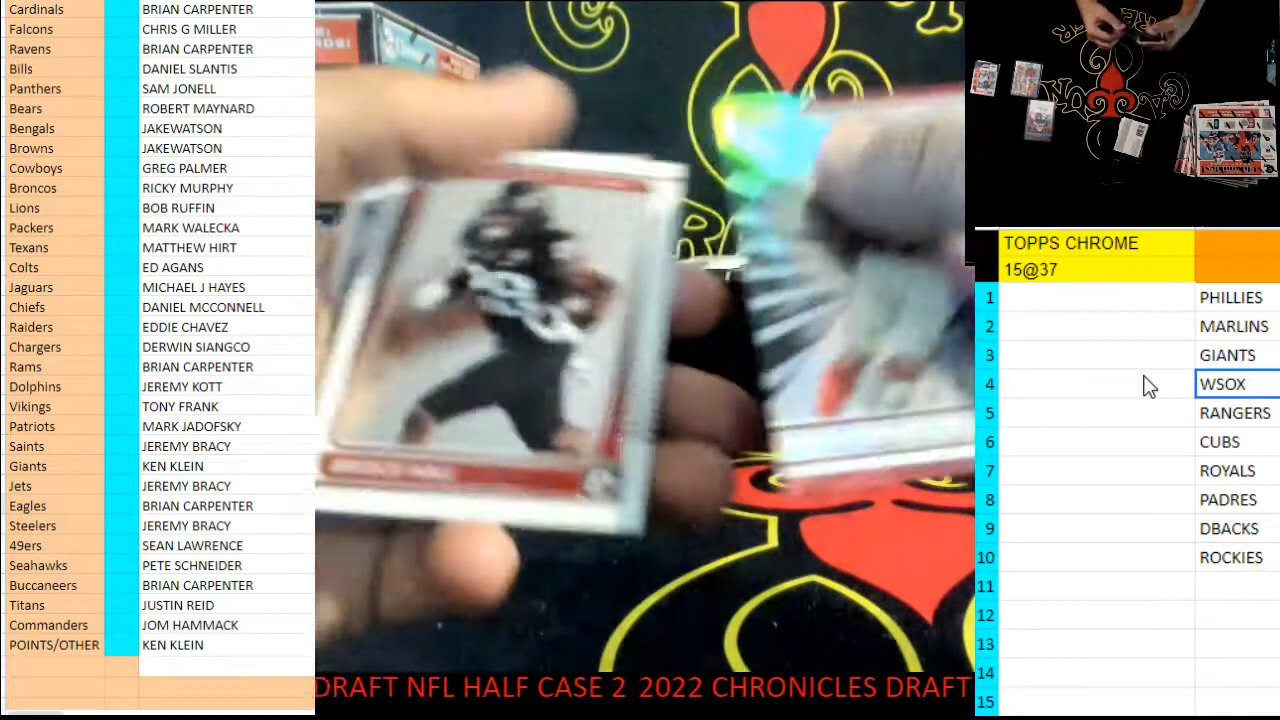 Cardinals BRIAN CARPENTER
Falcons CHRIS G MILLER
Ravens BRIAN CARPENTER
Bills DANIEL SLANTIS
Panthers SAM JONELL
Bears ROBERT MAYNARD
Bengals JAKEWATSON
Browns JAKEWATSON
Cowboys GREG PALMER
Broncos RICKY MURPHY
Lions BOB RUFFIN
Packers MARK WALECKA
Texans MATTHEW HIRT
Colts ED AGANS
Jaguars MICHAEL J HAYES
Chiefs DANIEL MCCONNELL
Raiders EDDIE CHAVEZ
Chargers DERWIN SIANGCO
Rams BRIAN CARPENTER
Dolphins JEREMY KOTT
Vikings TONY FRANK
Patriots MARK JADOFSKY
Saints JEREMY BRACY
Giants KEN KLEIN
Jets JEREMY BRACY
Eagles BRIAN CARPENTER
Steelers JEREMY BRACY
49ers SEAN LAWRENCE
Seahawks PETE SCHNEIDER
Buccaneers BRIAN CARPENTER
Titans JUSTIN REID
Commanders JOM HAMMACK
POINTS/OTHER KEN KLEIN
DRAFT NFL HALF CASE 2 2022 CHRONICLES DRAFT
TOPPS CHROME
15@37
1 PHILLIES
2 MARLINS
3 GIANTS
4 WSOX
5 RANGERS
6 CUBS
7 ROYALS
8 PADRES
9 DBACKS
10 ROCKIES
11
12
13
14
15